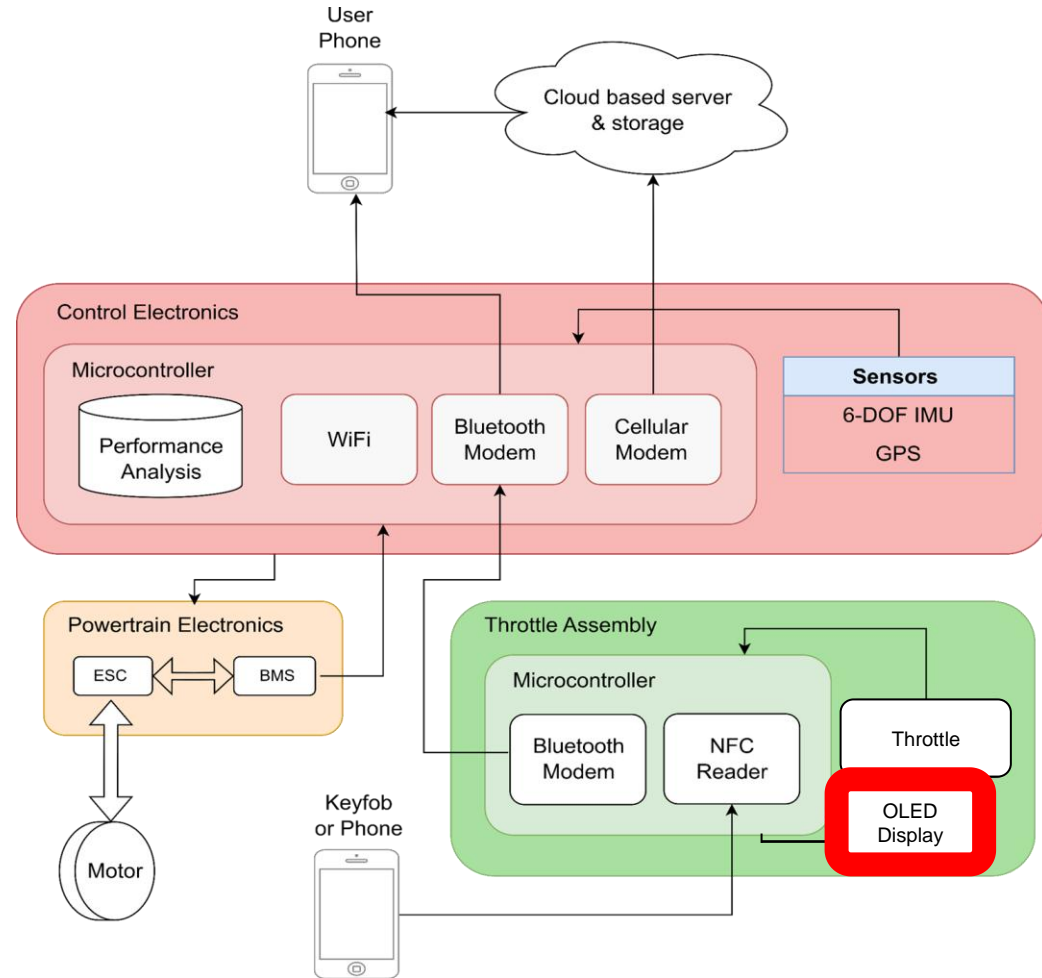 User
Phone
Cloud based server
& storage
Control Electronics
Microcontroller
Performance
Analysis
WiFi
Bluetooth
Modem
Cellular
Modem
Sensors
6-DOF IMU
GPS
Powertrain Electronics
ESC
BMS
Motor
Throttle Assembly
Microcontroller
Bluetooth
Modem
NFC
Reader
Throttle
OLED
Display
Keyfob
or Phone